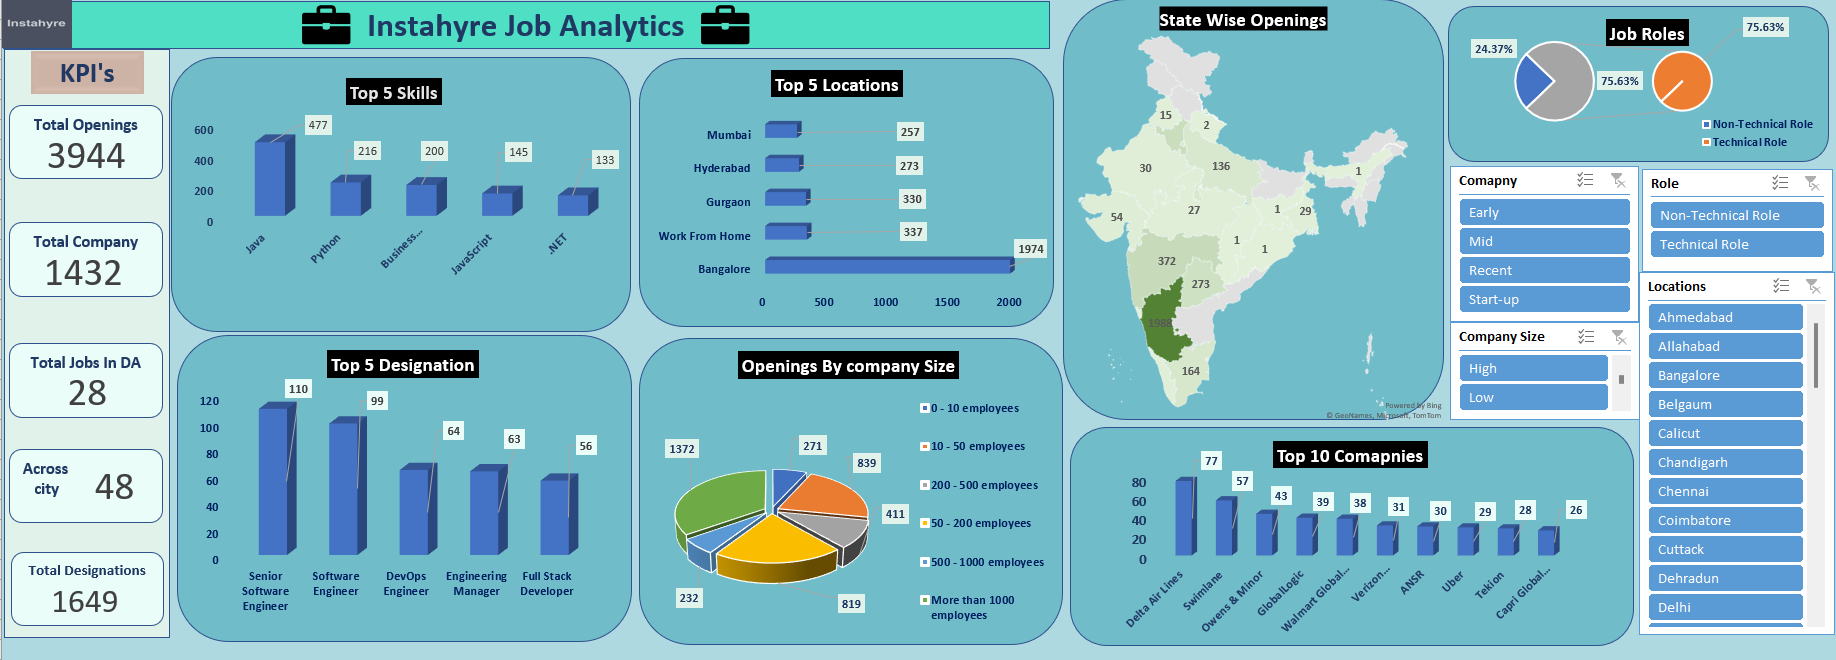 Instahyre
Instahyre Job Analytics
KPI's
Total Openings
3944
Total Company
1432
Total Jobs In DA
28
Across
city
48
Total Designations
1649
Top 5 Skills
600
400
200
0
477
216
200
145
133
Java
Python
Business...
JavaScript
.NET
Top 5 Locations
Mumbai
257
Hyderabad
273
Gurgaon
330
Work From Home
337
Bangalore
1974
0
500
1000
1500
2000
Top 5 Designation
120
100
80
60
40
20
0
110
99
64
63
56
Senior
Software
Engineer
Software
Engineer
DevOps
Engineer
Engineering
Manager
Full Stack
Developer
Openings By company Size
1372
271
839
411
819
232
0 - 10 employees
10 - 50 employees
200 - 500 employees
50 - 200 employees
500 - 1000 employees
More than 1000
employees
State Wise Openings
15
2
30
136
1
54
27
1
29
1
1
372
273
1988
164
Powered by Bing
© GeoNames, Microsoft, TomTom
Job Roles
24.37%
75.63%
75.63%
Non-Technical Role
Technical Role
Comapny
Early
Mid
Recent
Start-up
Company Size
High
Low
Role
Non-Technical Role
Technical Role
Locations
Ahmedabad
Allahabad
Bangalore
Belgaum
Calicut
Chandigarh
Chennai
Coimbatore
Cuttack
Dehradun
Delhi
Top 10 Comapnies
80
60
40
20
0
77
57
43
39
38
31
30
29
28
26
Delta Air Lines
Swimlane
Owens & Minor
GlobalLogic
Walmart Global...
Verizon...
ANSR
Uber
Tekion
Capri Global...